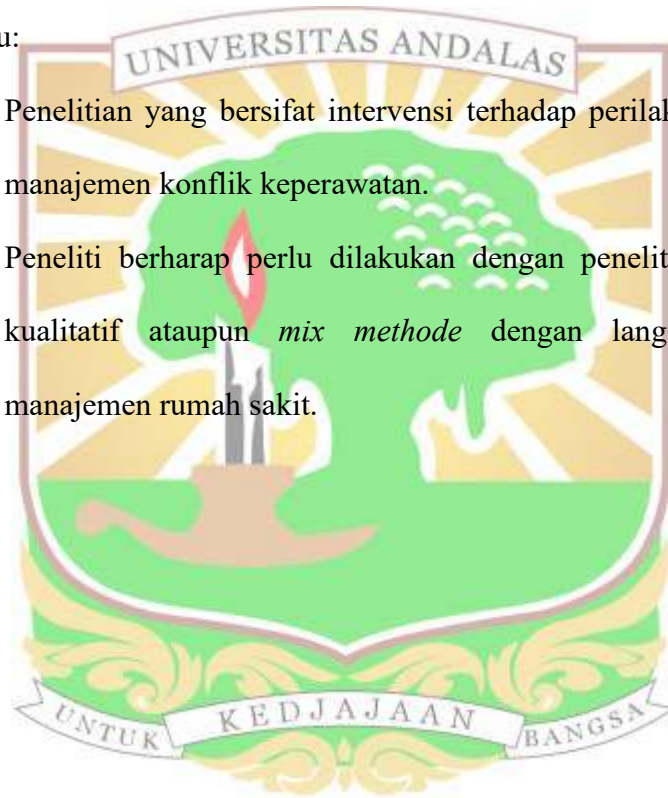 u:
UNIVERSITAS ANDALAS
Penelitian yang bersifat intervensi terhadap perilak
manajemen konflik keperawatan.
Peneliti berharap perlu dilakukan dengan penelit
kualitatif ataupun mix methode dengan lang
manajemen rumah sakit.
UNTUK KEDJAJAAN BANGSA